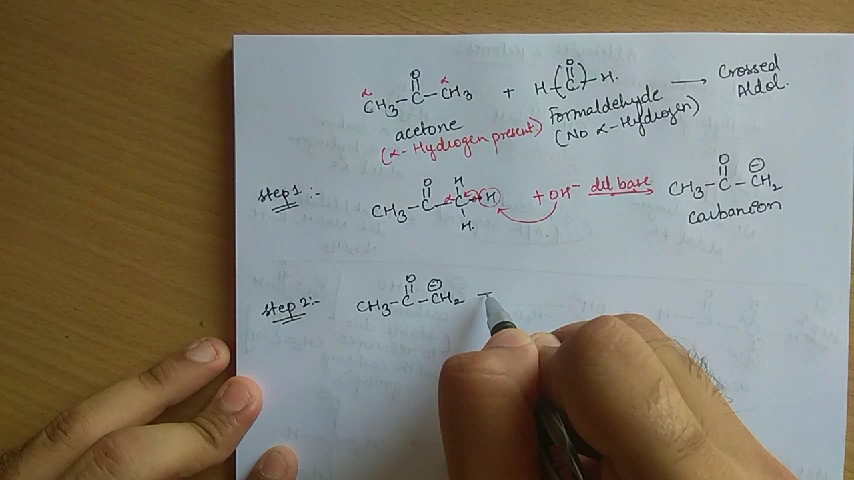 CH₃-C(=O)-CH₃ + H-(C(=O))-H. → Crossed Aldol.
α α
acetone Formaldehyde
(α-Hydrogen present) (NO α-Hydrogen)
Step 1 :- CH₃-C(=O)-C(H)(H)-H + OH⁻ dil base → CH₃-C(=O)-CH₂⊖
α
carbanion
Step 2:- CH₃-C(=O)-CH₂⊖